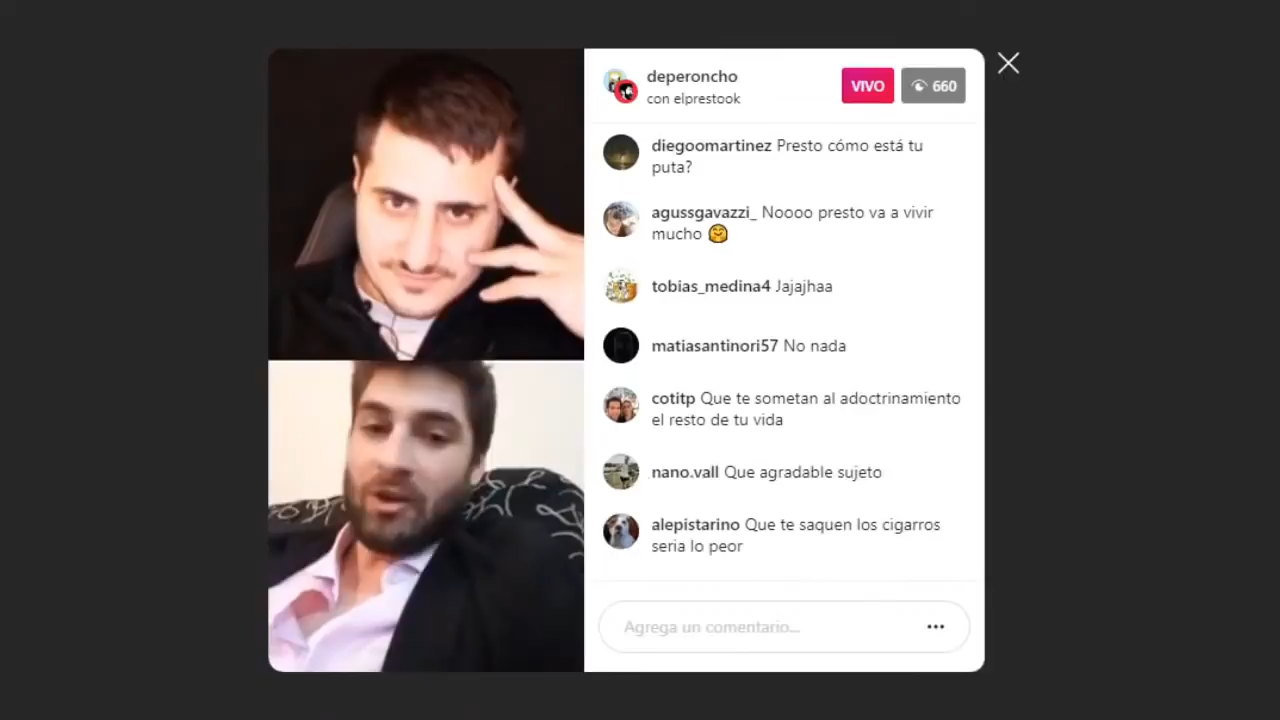 deperoncho
con elprestook
VIVO
660
diegoomartinez Presto cómo está tu
puta?
agussgavazzi_ Noooo presto va a vivir
mucho 🤗
tobias_medina4 Jajajhaa
matiasantinori57 No nada
cotitp Que te sometan al adoctrinamiento
el resto de tu vida
nano.vall Que agradable sujeto
alepistarino Que te saquen los cigarros
seria lo peor
Agrega un comentario...